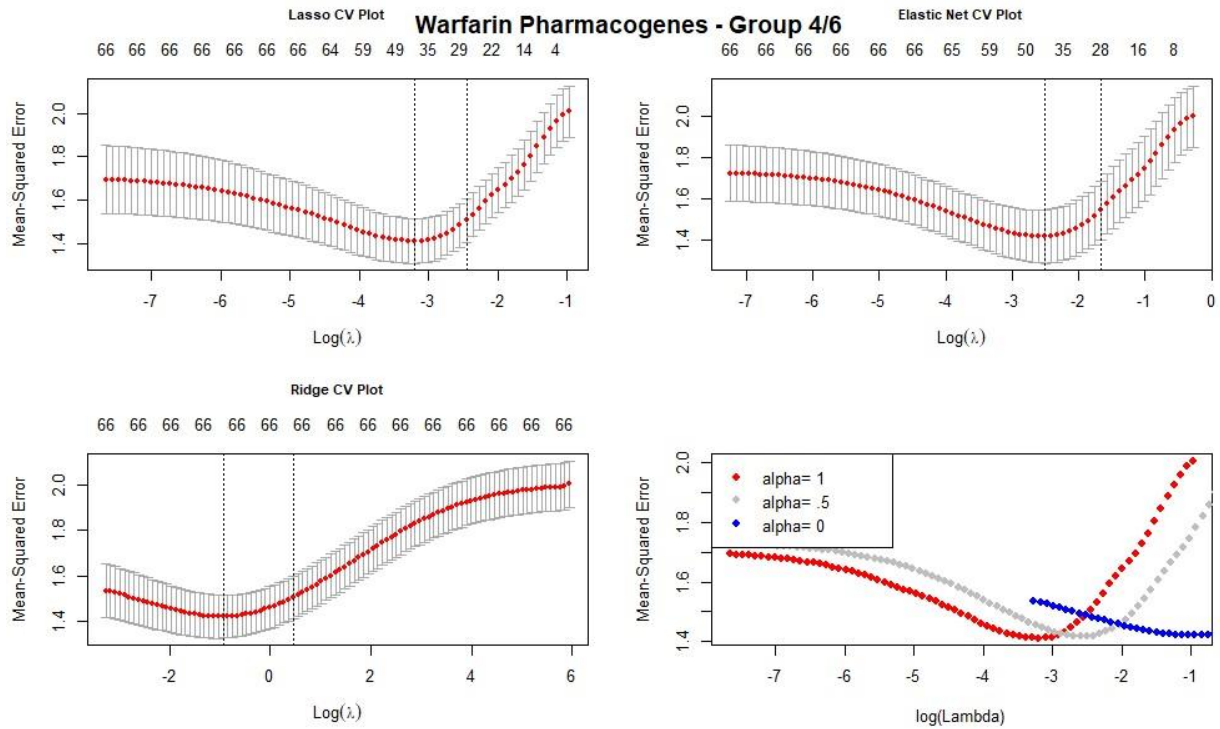 Warfarin Pharmacogenes - Group 4/6
Lasso CV Plot
66 66 66 66 66 66 66 64 59 49 35 29 22 14 4
Mean-Squared Error
2.0
1.8
1.6
1.4
-7 -6 -5 -4 -3 -2 -1
Log(λ)
Elastic Net CV Plot
66 66 66 66 66 66 65 59 50 35 28 16 8
Mean-Squared Error
2.0
1.8
1.6
1.4
-7 -6 -5 -4 -3 -2 -1 0
Log(λ)
Ridge CV Plot
66 66 66 66 66 66 66 66 66 66 66 66 66 66 66
Mean-Squared Error
2.0
1.8
1.6
1.4
-2 0 2 4 6
Log(λ)
alpha= 1
alpha= .5
alpha= 0
Mean-Squared Error
2.0
1.8
1.6
1.4
-7 -6 -5 -4 -3 -2 -1
log(Lambda)